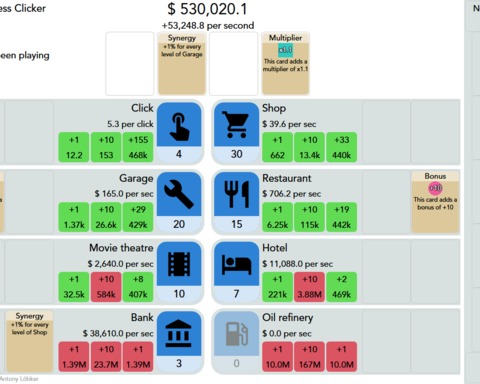 ess Clicker
$ 530,020.1
+53,248.8 per second
een playing
Synergy
+1% for every
level of Garage
Multiplier
x1.1
This card adds a
multiplier of x1.1
Click
5.3 per click
+1 +10 +155
12.2 153 468k
4
Shop
$ 39.6 per sec
+1 +10 +33
662 13.4k 440k
30
Garage
$ 165.0 per sec
+1 +10 +29
1.37k 26.6k 429k
20
Restaurant
$ 706.2 per sec
+1 +10 +19
6.25k 115k 442k
15
Bonus
+10
This card adds a
bonus of +10
Movie theatre
$ 2,640.0 per sec
+1 +10 +8
32.5k 584k 407k
10
Hotel
$ 11,088.0 per sec
+1 +10 +2
221k 3.88M 469k
7
Synergy
+1% for every
level of Shop
Bank
$ 38,610.0 per sec
+1 +10 +1
1.39M 23.7M 1.39M
3
Oil refinery
$ 0.0 per sec
+1 +10 +1
10.0M 167M 10.0M
0
Antony Löbker